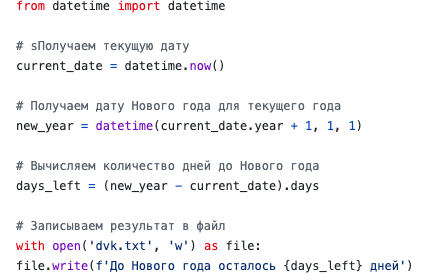 from datetime import datetime
# sПолучаем текущую дату
current_date = datetime.now()
# Получаем дату Нового года для текущего года
new_year = datetime(current_date.year + 1, 1, 1)
# Вычисляем количество дней до Нового года
days_left = (new_year - current_date).days
# Записываем результат в файл
with open('dvk.txt', 'w') as file:
file.write(f'До Нового года осталось {days_left} дней')